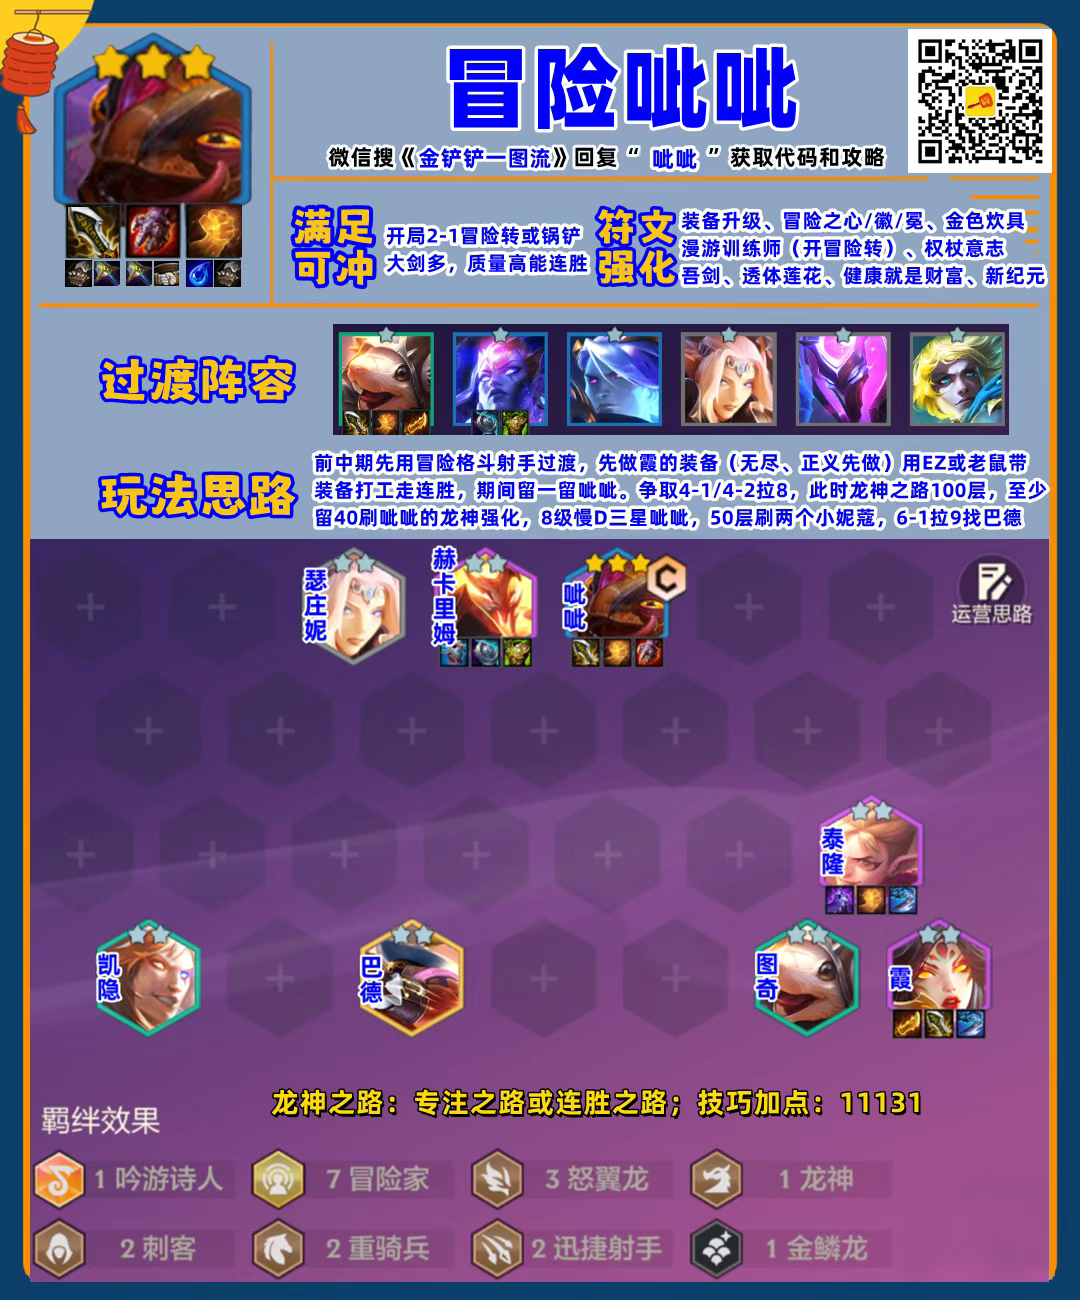 冒险呲呲
微信搜《金铲铲一图流》回复“ 呲呲 ”获取代码和攻略
满足
可冲
开局2-1冒险转或锅铲
大剑多，质量高能连胜
符文
强化
装备升级、冒险之心/徽/冕、金色炊具
漫游训练师（开冒险转）、权杖意志
吾剑、透体莲花、健康就是财富、新纪元
过渡阵容
玩法思路
前中期先用冒险格斗射手过渡，先做霞的装备（无尽、正义先做）用EZ或老鼠带
装备打工走连胜，期间留一留呲呲。争取4-1/4-2拉8，此时龙神之路100层，至少
留40刷呲呲的龙神强化，8级慢D三星呲呲，50层刷两个小妮蔻，6-1拉9找巴德
瑟庄妮
赫卡里姆
呲呲
C
运营思路
泰隆
凯隐
巴德
图奇
霞
龙神之路：专注之路或连胜之路；技巧加点：11131
羁绊效果
1 吟游诗人
7 冒险家
3 怒翼龙
1 龙神
2 刺客
2 重骑兵
2 迅捷射手
1 金鳞龙